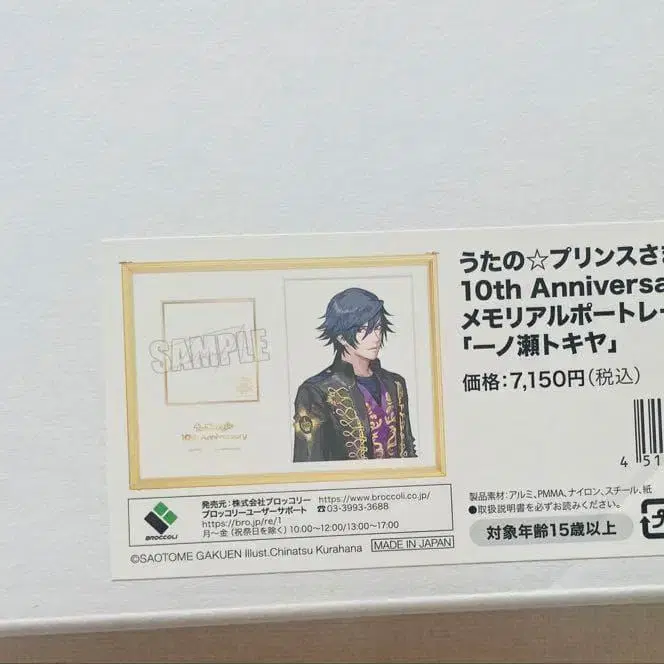 うたの☆プリンスさま
10th Anniversa
メモリアルポートレー
「一ノ瀬トキヤ」
価格:7,150円(税込)
SAMPLE
10th Anniversary
4 51
製品素材:アルミ、PMMA、ナイロン、スチール、紙
●取扱説明書を必ずお読みください。
対象年齢15歳以上
プ
BROCCOLI
発売元:株式会社ブロッコリー https://www.broccoli.co.jp/
ブロッコリーユーザーサポート ☎03-3993-3688
https://bro.jp/re/1
月~金(祝祭日を除く)10:00~12:00/13:00~17:00
©SAOTOME GAKUEN Illust.Chinatsu Kurahana MADE IN JAPAN